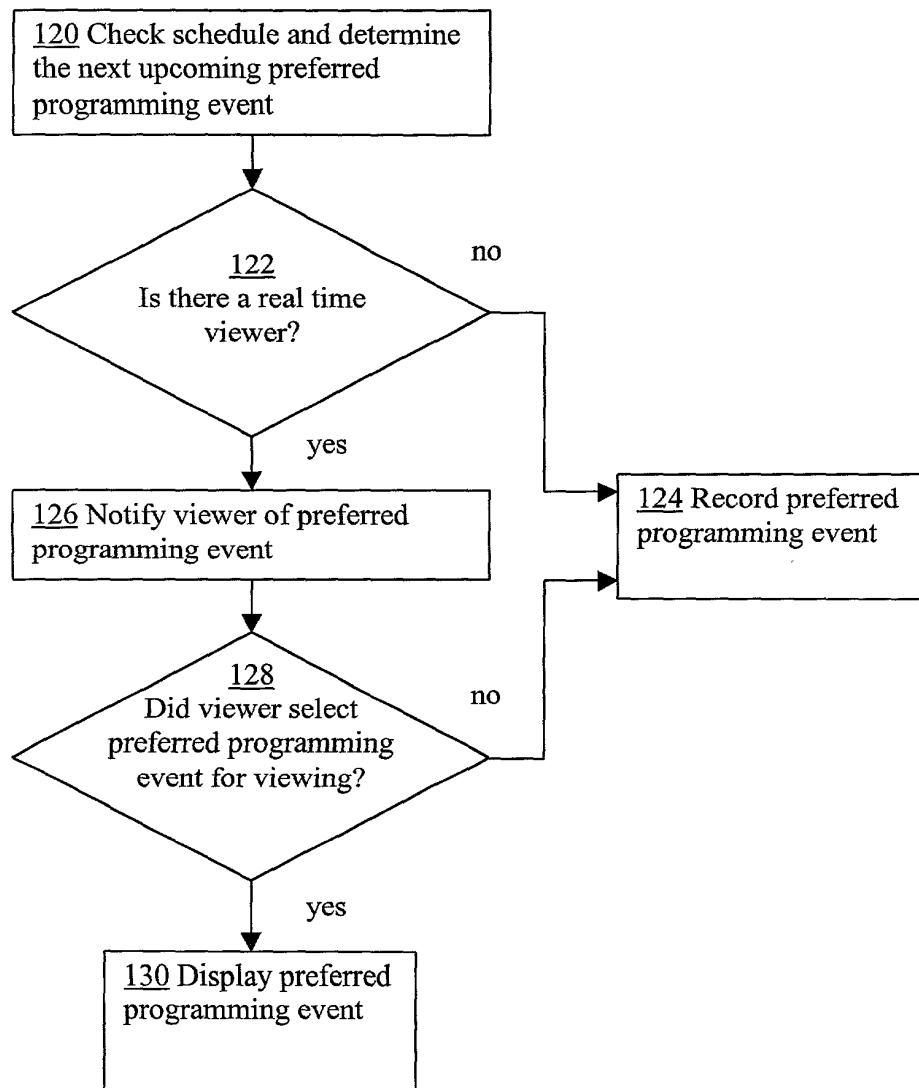 120 Check schedule and determine
the next upcoming preferred
programming event
122
Is there a real time
viewer?
no
yes
126 Notify viewer of preferred
programming event
124 Record preferred
programming event
128
Did viewer select
preferred programming
event for viewing?
no
yes
130 Display preferred
programming event